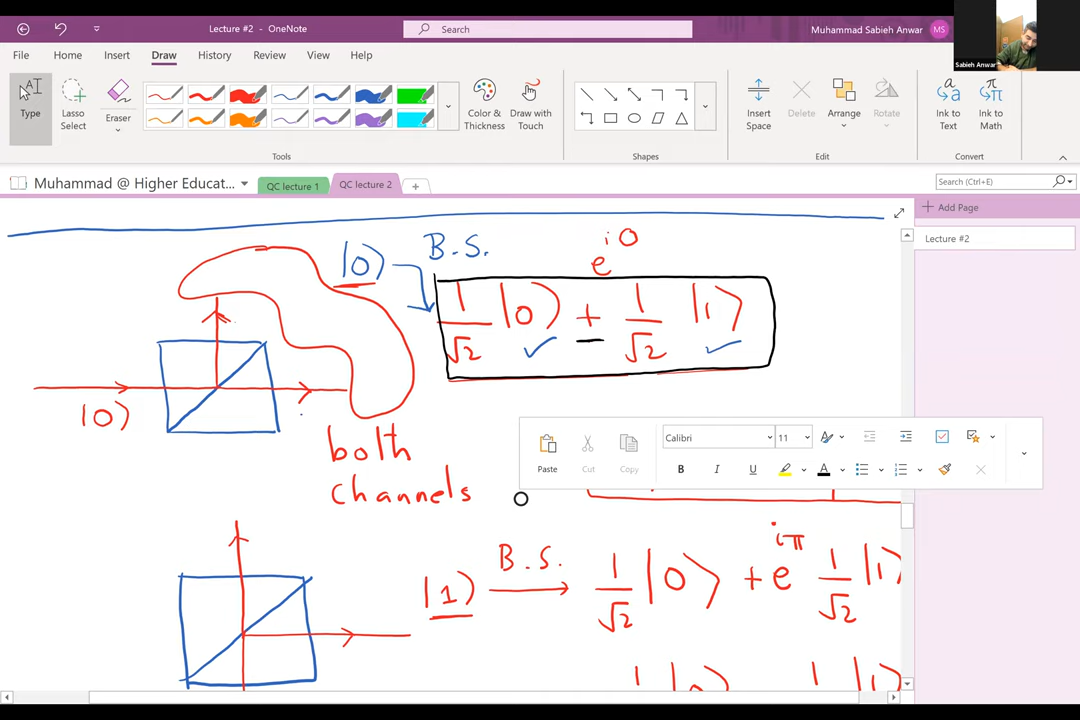 Lecture #2 - OneNote
Search
Muhammad Sabieh Anwar
MS
Sabieh Anwar
File Home Insert Draw History Review View Help
Type
Lasso Select
Eraser
Color & Thickness
Draw with Touch
Insert Space
Delete
Arrange
Rotate
Ink to Text
Ink to Math
Tools
Shapes
Edit
Convert
Muhammad @ Higher Educat...
QC lecture 1
QC lecture 2
Search (Ctrl+E)
Add Page
Lecture #2
|0⟩ B.S. e^{i0}
1/√2 |0⟩ + 1/√2 |1⟩
|0⟩
both
channels
Paste Cut Copy
Calibri 11
B I U A
|1⟩ B.S. → 1/√2 |0⟩ + e^{iπ} 1/√2 |1⟩